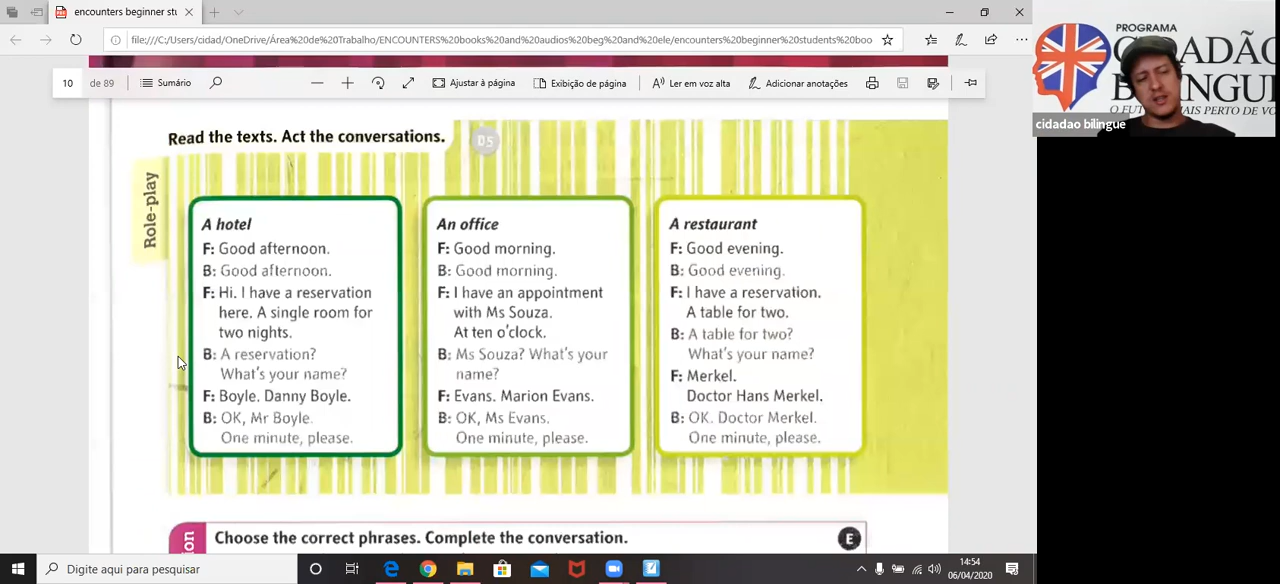 encounters beginner stu
file:///C:/Users/cidad/OneDrive/Área%20de%20Trabalho/ENCOUNTERS%20books%20and%20audios%20beg%20and%20ele/encounters%20beginner%20students%20boo
10 de 89 Sumário Ajustar à página Exibição de página Ler em voz alta Adicionar anotações
PROGRAMA
CIDADÃO
BILINGUE
cidadao bilingue
Read the texts. Act the conversations. D5
Role-play
A hotel
F: Good afternoon.
B: Good afternoon.
F: Hi. I have a reservation
here. A single room for
two nights.
B: A reservation?
What's your name?
F: Boyle. Danny Boyle.
B: OK, Mr Boyle.
One minute, please.
An office
F: Good morning.
B: Good morning.
F: I have an appointment
with Ms Souza.
At ten o'clock.
B: Ms Souza? What's your
name?
F: Evans. Marion Evans.
B: OK, Ms Evans.
One minute, please.
A restaurant
F: Good evening.
B: Good evening.
F: I have a reservation.
A table for two.
B: A table for two?
What's your name?
F: Merkel.
Doctor Hans Merkel.
B: OK. Doctor Merkel.
One minute, please.
Choose the correct phrases. Complete the conversation. E
Digite aqui para pesquisar
14:54
06/04/2020